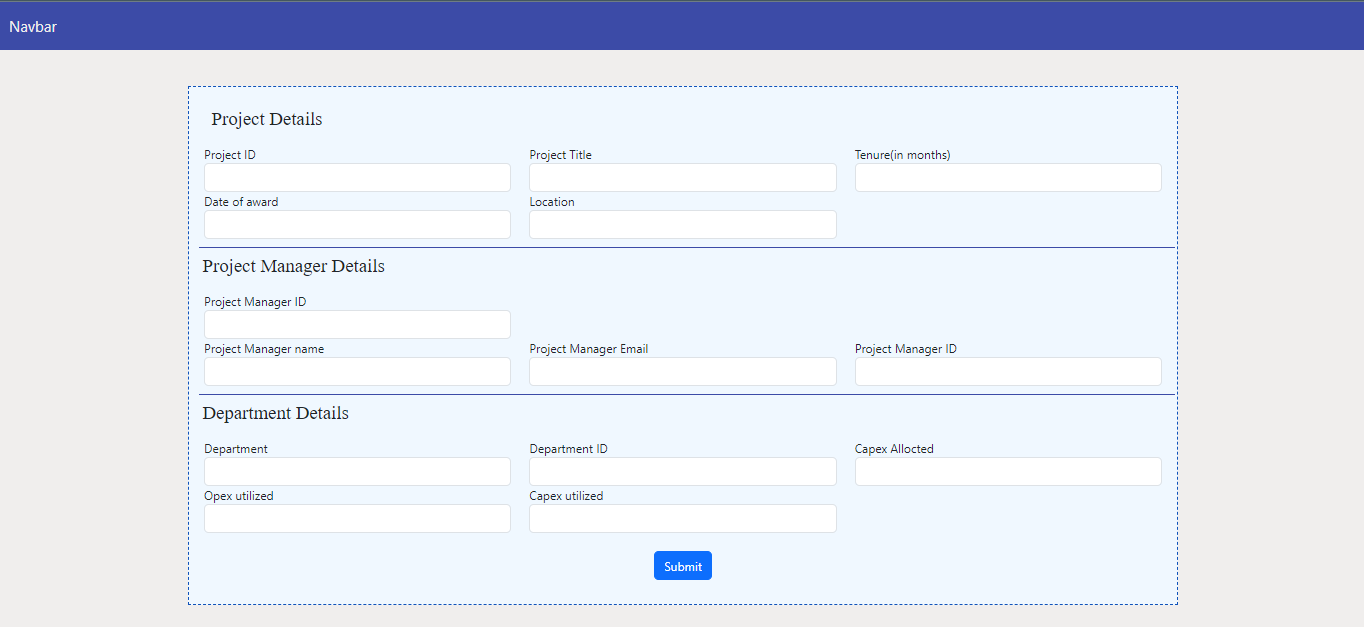 Navbar
Project Details
Project ID Project Title Tenure(in months)
Date of award Location
Project Manager Details
Project Manager ID
Project Manager name Project Manager Email Project Manager ID
Department Details
Department Department ID Capex Allocted
Opex utilized Capex utilized
Submit